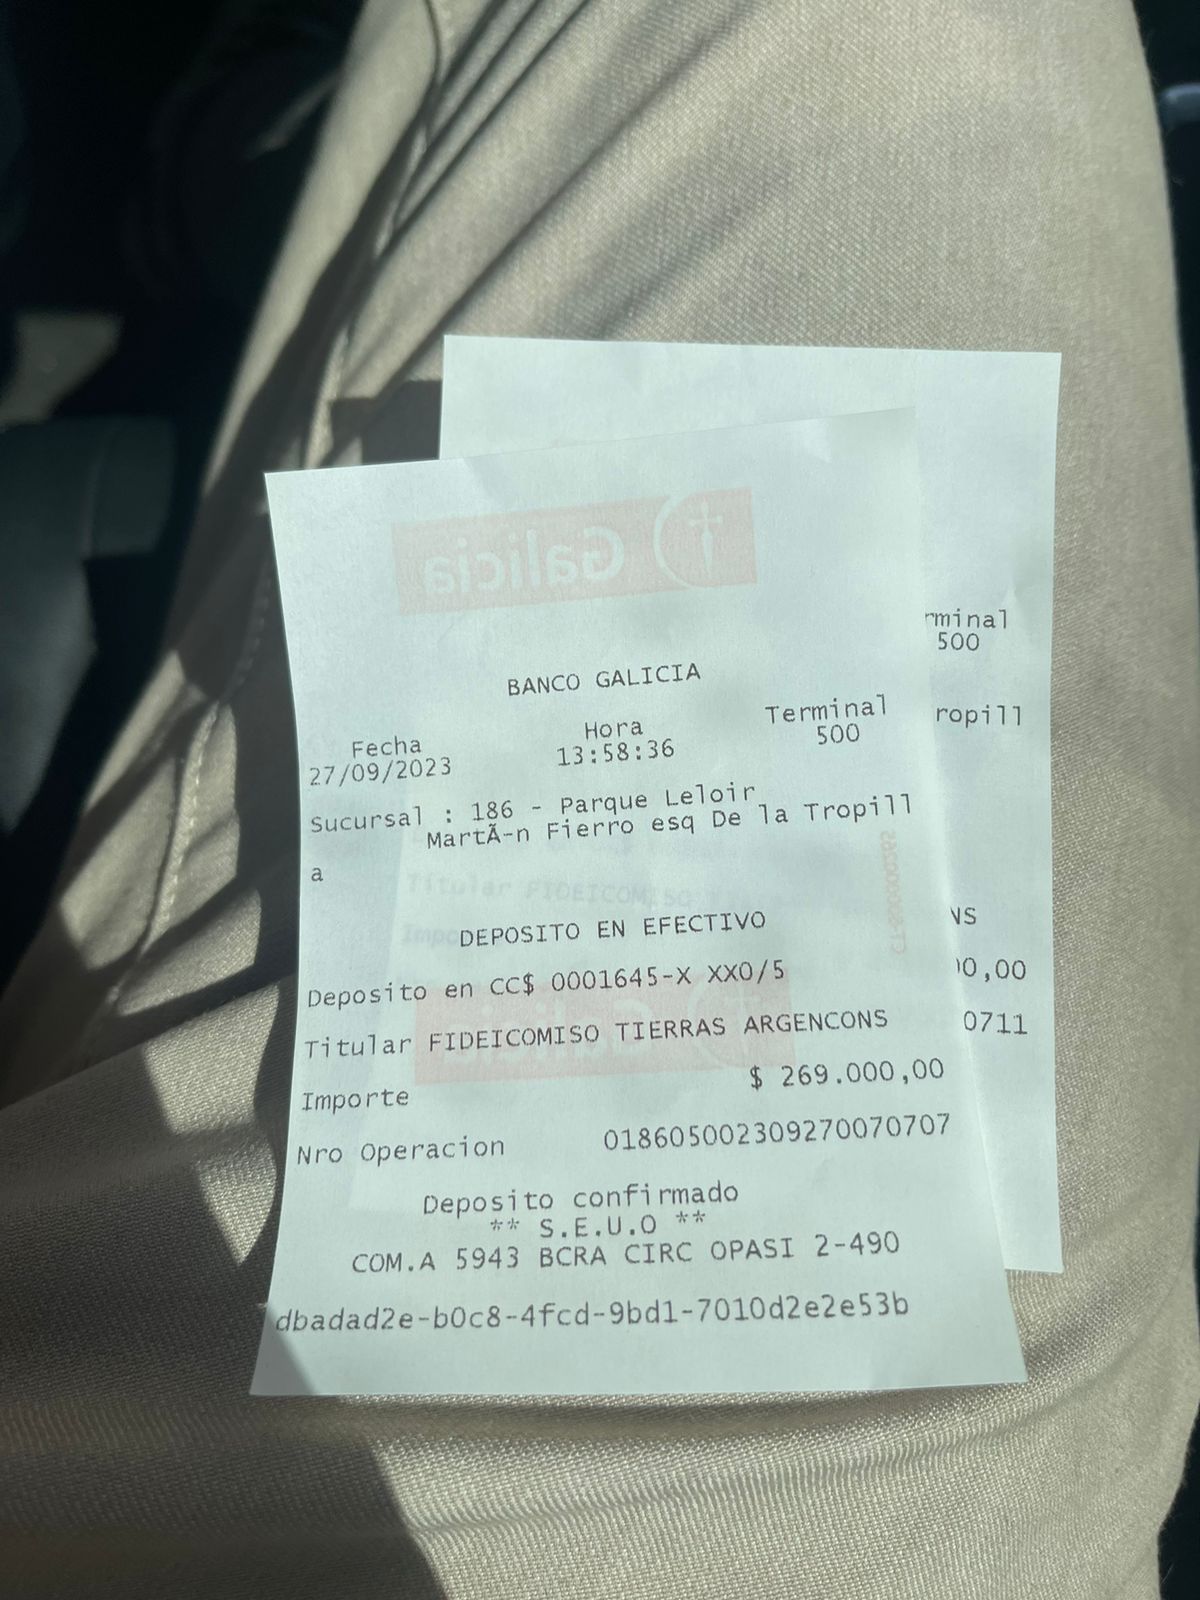 Galicia
BANCO GALICIA
Fecha Hora Terminal
27/09/2023 13:58:36 500
Sucursal : 186 - Parque Leloir
MartÃ-n Fierro esq De la Tropill
a
DEPOSITO EN EFECTIVO
Deposito en CC$ 0001645-X XX0/5
Titular FIDEICOMISO TIERRAS ARGENCONS
Importe $ 269.000,00
Nro Operacion 018605002309270070707
Deposito confirmado
** S.E.U.O **
COM.A 5943 BCRA CIRC OPASI 2-490
dbadad2e-b0c8-4fcd-9bd1-7010d2e2e53b
rminal
500
ropill
NS
0,00
0711